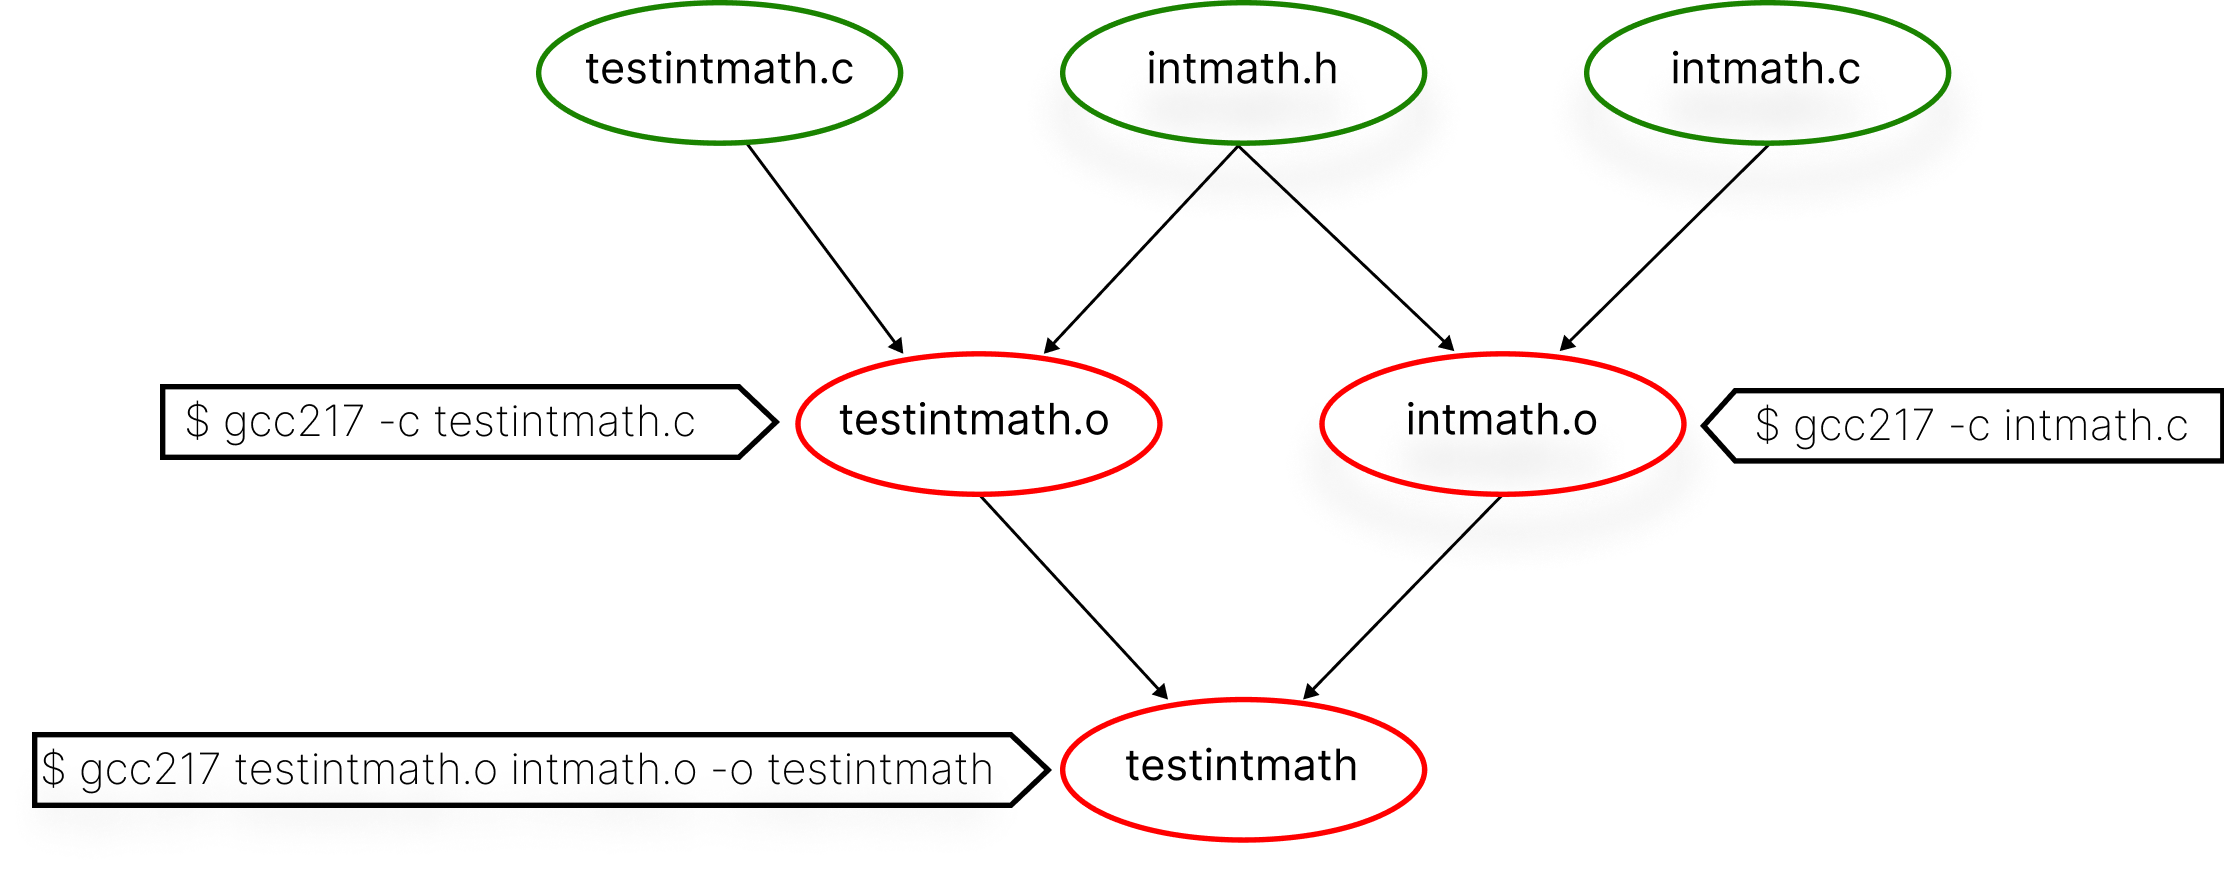 testintmath.c
intmath.h
intmath.c
$ gcc217 -c testintmath.c
testintmath.o
intmath.o
$ gcc217 -c intmath.c
$ gcc217 testintmath.o intmath.o -o testintmath
testintmath